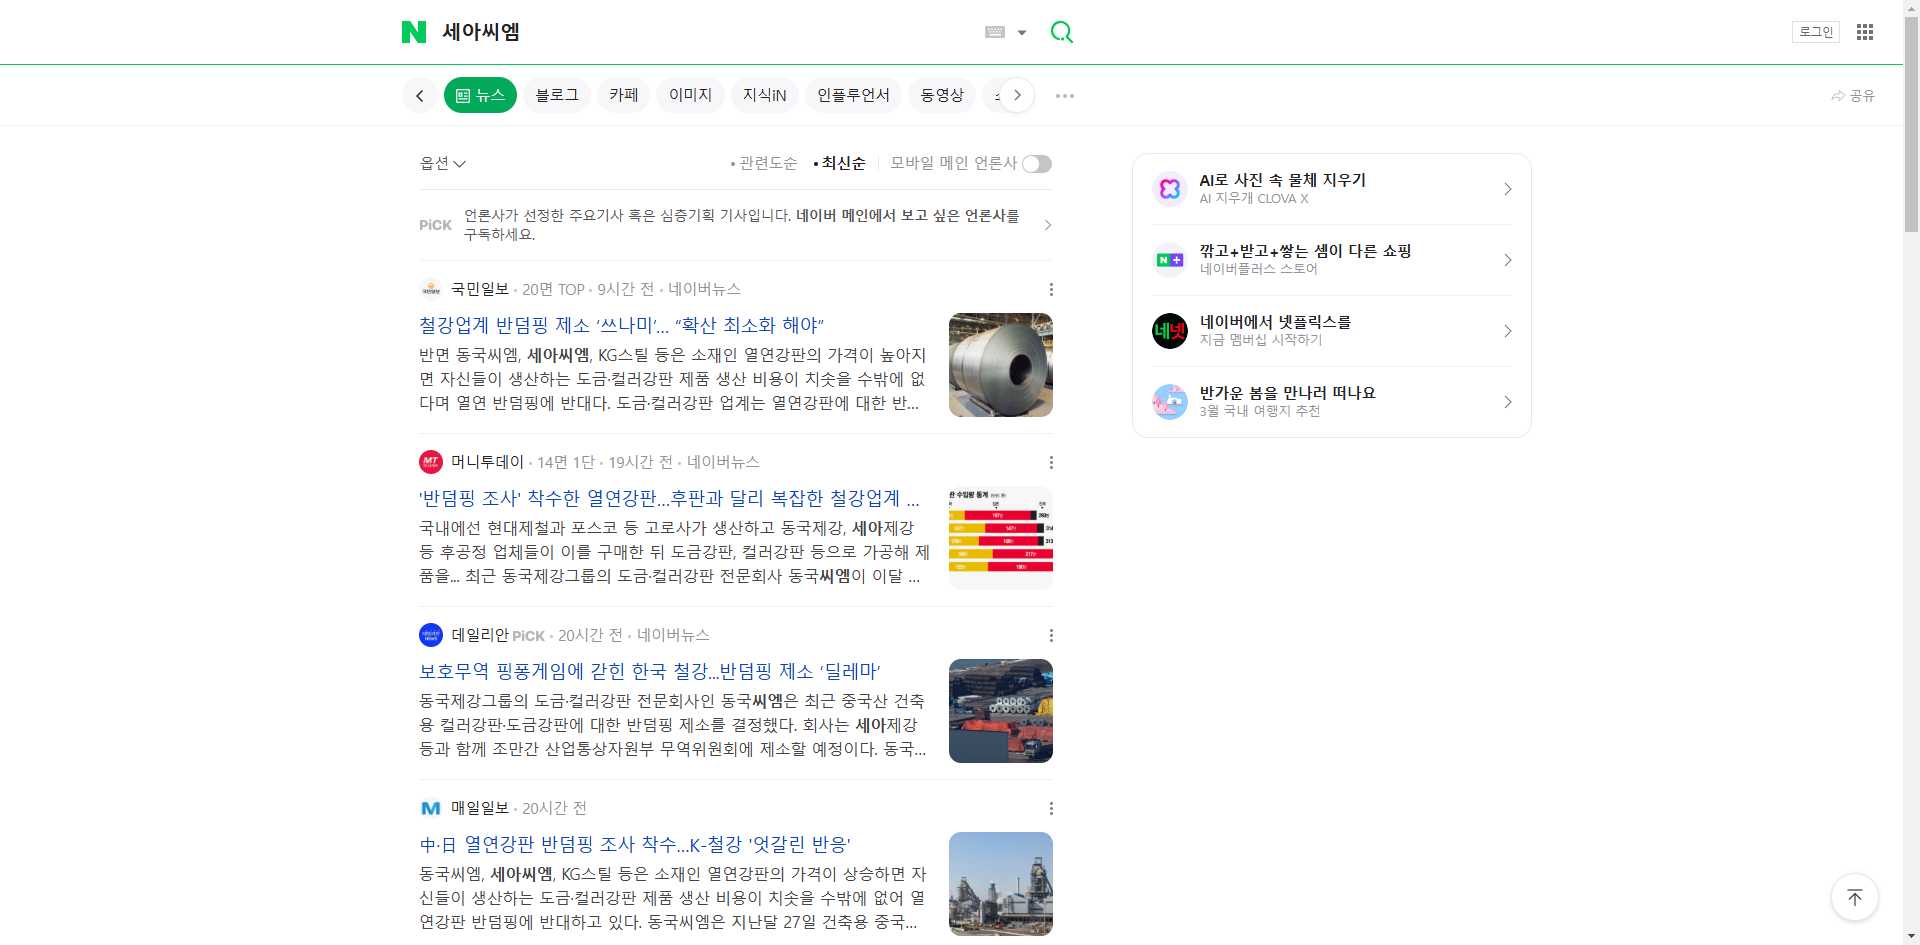 세아씨엠
로그인
뉴스
블로그
카페
이미지
지식iN
인플루언서
동영상
공유
옵션
관련도순
최신순
모바일 메인 언론사
PiCK
언론사가 선정한 주요기사 혹은 심층기획 기사입니다. 네이버 메인에서 보고 싶은 언론사를
구독하세요.
국민일보 · 20면 TOP · 9시간 전 · 네이버뉴스
철강업계 반덤핑 제소 ‘쓰나미’… “확산 최소화 해야”
반면 동국씨엠, 세아씨엠, KG스틸 등은 소재인 열연강판의 가격이 높아지
면 자신들이 생산하는 도금·컬러강판 제품 생산 비용이 치솟을 수밖에 없
다며 열연 반덤핑에 반대다. 도금·컬러강판 업계는 열연강판에 대한 반...
머니투데이 · 14면 1단 · 19시간 전 · 네이버뉴스
'반덤핑 조사' 착수한 열연강판…후판과 달리 복잡한 철강업계 ...
국내에선 현대제철과 포스코 등 고로사가 생산하고 동국제강, 세아제강
등 후공정 업체들이 이를 구매한 뒤 도금강판, 컬러강판 등으로 가공해 제
품을... 최근 동국제강그룹의 도금·컬러강판 전문회사 동국씨엠이 이달 ...
데일리안 PiCK · 20시간 전 · 네이버뉴스
보호무역 핑퐁게임에 갇힌 한국 철강...반덤핑 제소 ‘딜레마’
동국제강그룹의 도금·컬러강판 전문회사인 동국씨엠은 최근 중국산 건축
용 컬러강판·도금강판에 대한 반덤핑 제소를 결정했다. 회사는 세아제강
등과 함께 조만간 산업통상자원부 무역위원회에 제소할 예정이다. 동국...
매일일보 · 20시간 전
中·日 열연강판 반덤핑 조사 착수…K-철강 '엇갈린 반응'
동국씨엠, 세아씨엠, KG스틸 등은 소재인 열연강판의 가격이 상승하면 자
신들이 생산하는 도금·컬러강판 제품 생산 비용이 치솟을 수밖에 없어 열
연강판 반덤핑에 반대하고 있다. 동국씨엠은 지난달 27일 건축용 중국...
AI로 사진 속 물체 지우기
AI 지우개 CLOVA X
깎고+받고+쌓는 셈이 다른 쇼핑
네이버플러스 스토어
네넷
네이버에서 넷플릭스를
지금 멤버십 시작하기
반가운 봄을 만나러 떠나요
3월 국내 여행지 추천